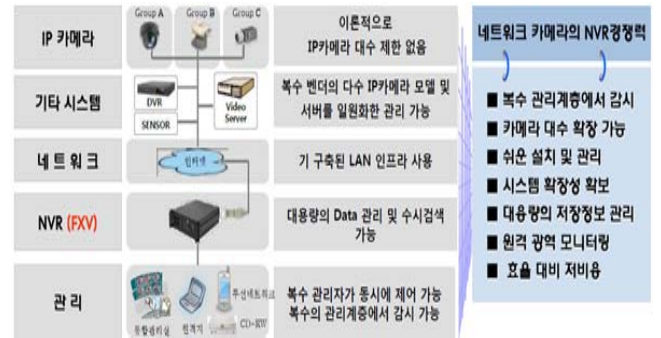 Group A
Group B
Group C
IP 카메라
이론적으로
IP카메라 대수 제한 없음
기타 시스템
DVR
SENSOR
Video
Server
복수 벤더의 다수 IP카메라 모델 및
서버를 일원화한 관리 가능
네 트 워 크
인터넷
기 구축된 LAN 인프라 사용
NVR (FXV)
대용량의 Data 관리 및 수시검색
가능
관 리
통합관리실
원격지
무선네트워크
CD-RW
복수 관리자가 동시에 제어 가능
복수의 관리계층에서 감시 가능
네트워크 카메라의 NVR경쟁력
■ 복수 관리계층에서 감시
■ 카메라 대수 확장 가능
■ 쉬운 설치 및 관리
■ 시스템 확장성 확보
■ 대용량의 저장정보 관리
■ 원격 광역 모니터링
■ 효율 대비 저비용